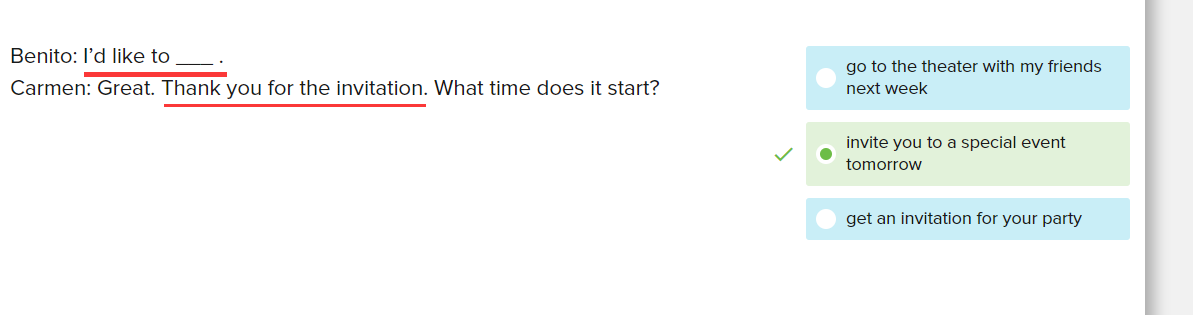 Benito: I’d like to ___ .
Carmen: Great. Thank you for the invitation. What time does it start?
go to the theater with my friends
next week
invite you to a special event
tomorrow
get an invitation for your party